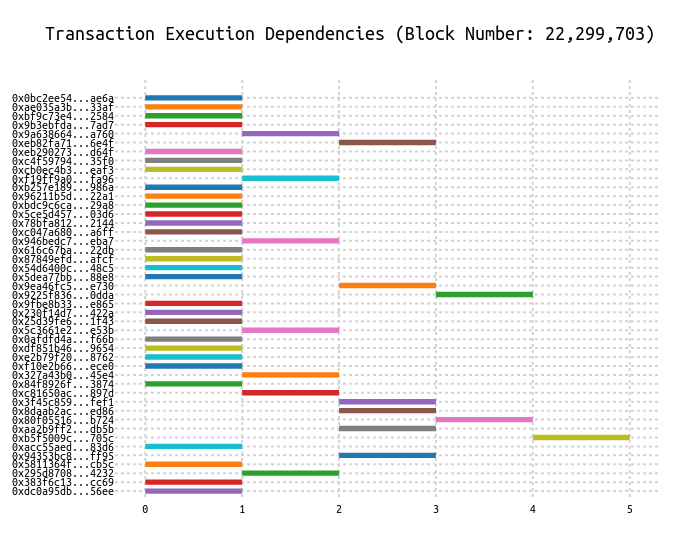 Transaction Execution Dependencies (Block Number: 22,299,703)
0x0bc2ee54...ae6a
0xae035a3b...33af
0xbf9c73e4...2584
0x9b3ebfda...7ad7
0x9a638664...a760
0xeb82fa71...6e4f
0xeb290273...d64f
0xc4f59794...35f0
0xcb0ec4b3...eaf3
0xf19ff9a0...fa96
0xb257e189...986a
0x96211b5d...22a1
0xbdc9c6ca...29a8
0x5ce5d457...03d6
0x78bfa812...2144
0xc047a680...a6ff
0x946bedc7...eba7
0x616c67ba...22db
0x87849efd...afcf
0x54d6400c...48c5
0x5dea77bb...88e8
0x9ea46fc5...e730
0x9225f836...0dda
0x9fbe8b33...e865
0x230f14d7...422a
0x25d39fe6...1f43
0x5c3661e2...e53b
0x0afdfd4a...f66b
0xdf851b46...9654
0xe2b79f20...8762
0xf10e2b66...ece0
0x327a43b0...45e4
0x84f8926f...3874
0xc81650ac...897d
0x3f45c859...fef1
0x8daab2ac...ed86
0x80f05516...b724
0xaa2b9ff2...db5b
0xb5f5009c...705c
0xacc55aed...83d6
0x94353bc8...ff95
0x5811364f...cb5c
0x295d8708...4232
0x383f6c13...cc69
0xdc0a95db...56ee
0 1 2 3 4 5